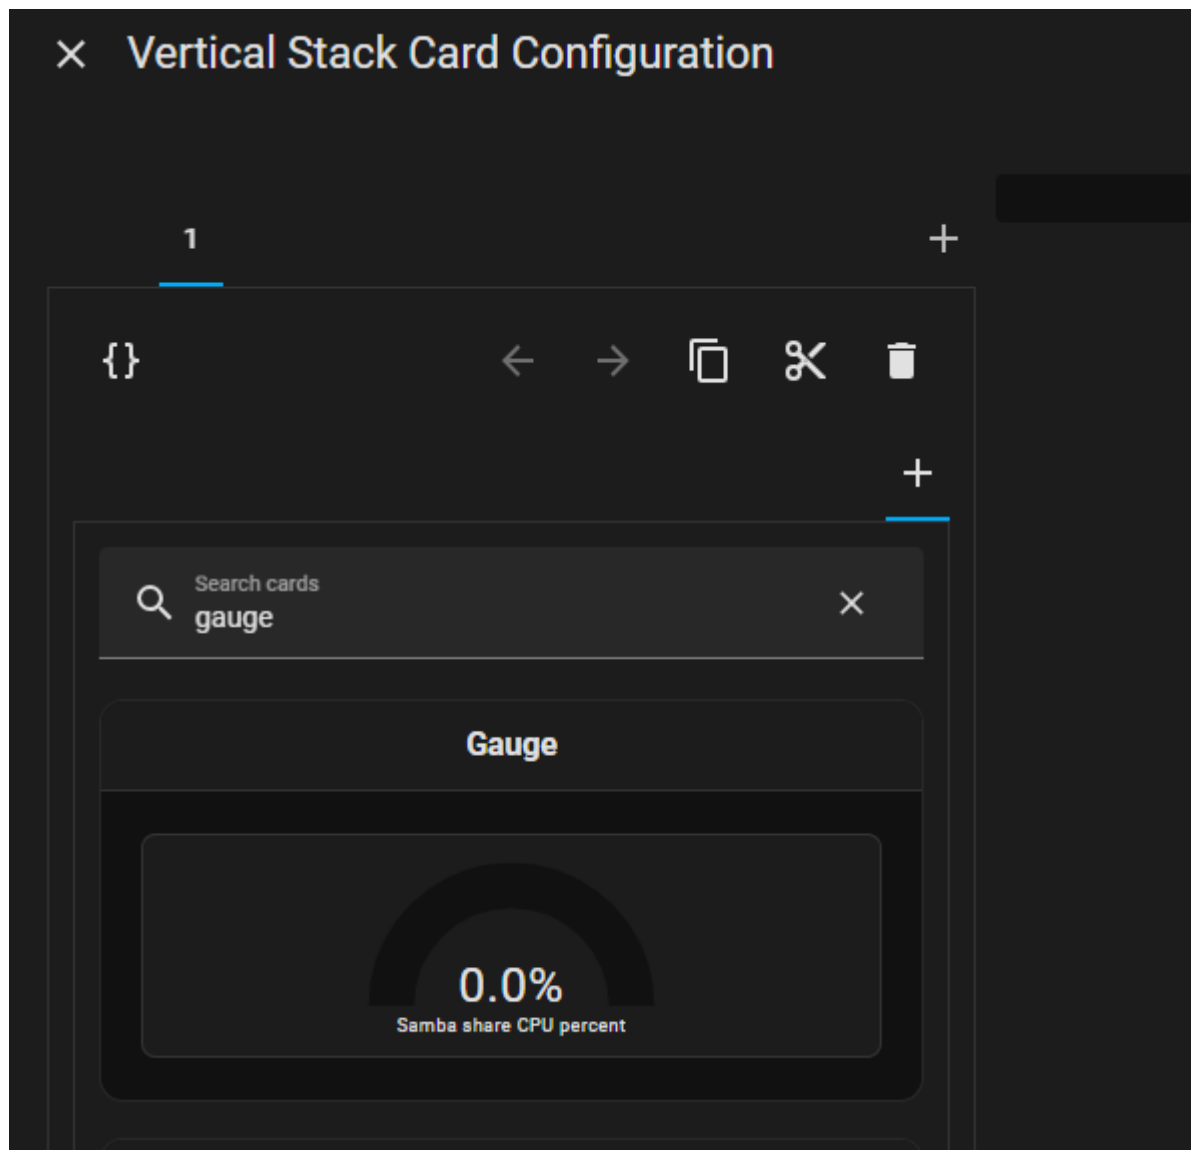 Vertical Stack Card Configuration
1
{}
Search cards
gauge
Gauge
0.0%
Samba share CPU percent